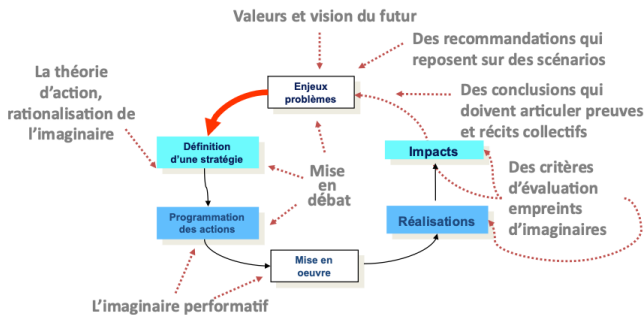 Valeurs et vision du futur
Des recommandations qui
reposent sur des scénarios
La théorie
d'action,
rationalisation de
l'imaginaire
Enjeux
problèmes
Des conclusions qui
doivent articuler preuves
et récits collectifs
Définition
d'une stratégie
Mise
en
débat
Impacts
Des critères
d'évaluation
empreints
d'imaginaires
Programmation
des actions
Réalisations
Mise en
oeuvre
L'imaginaire performatif